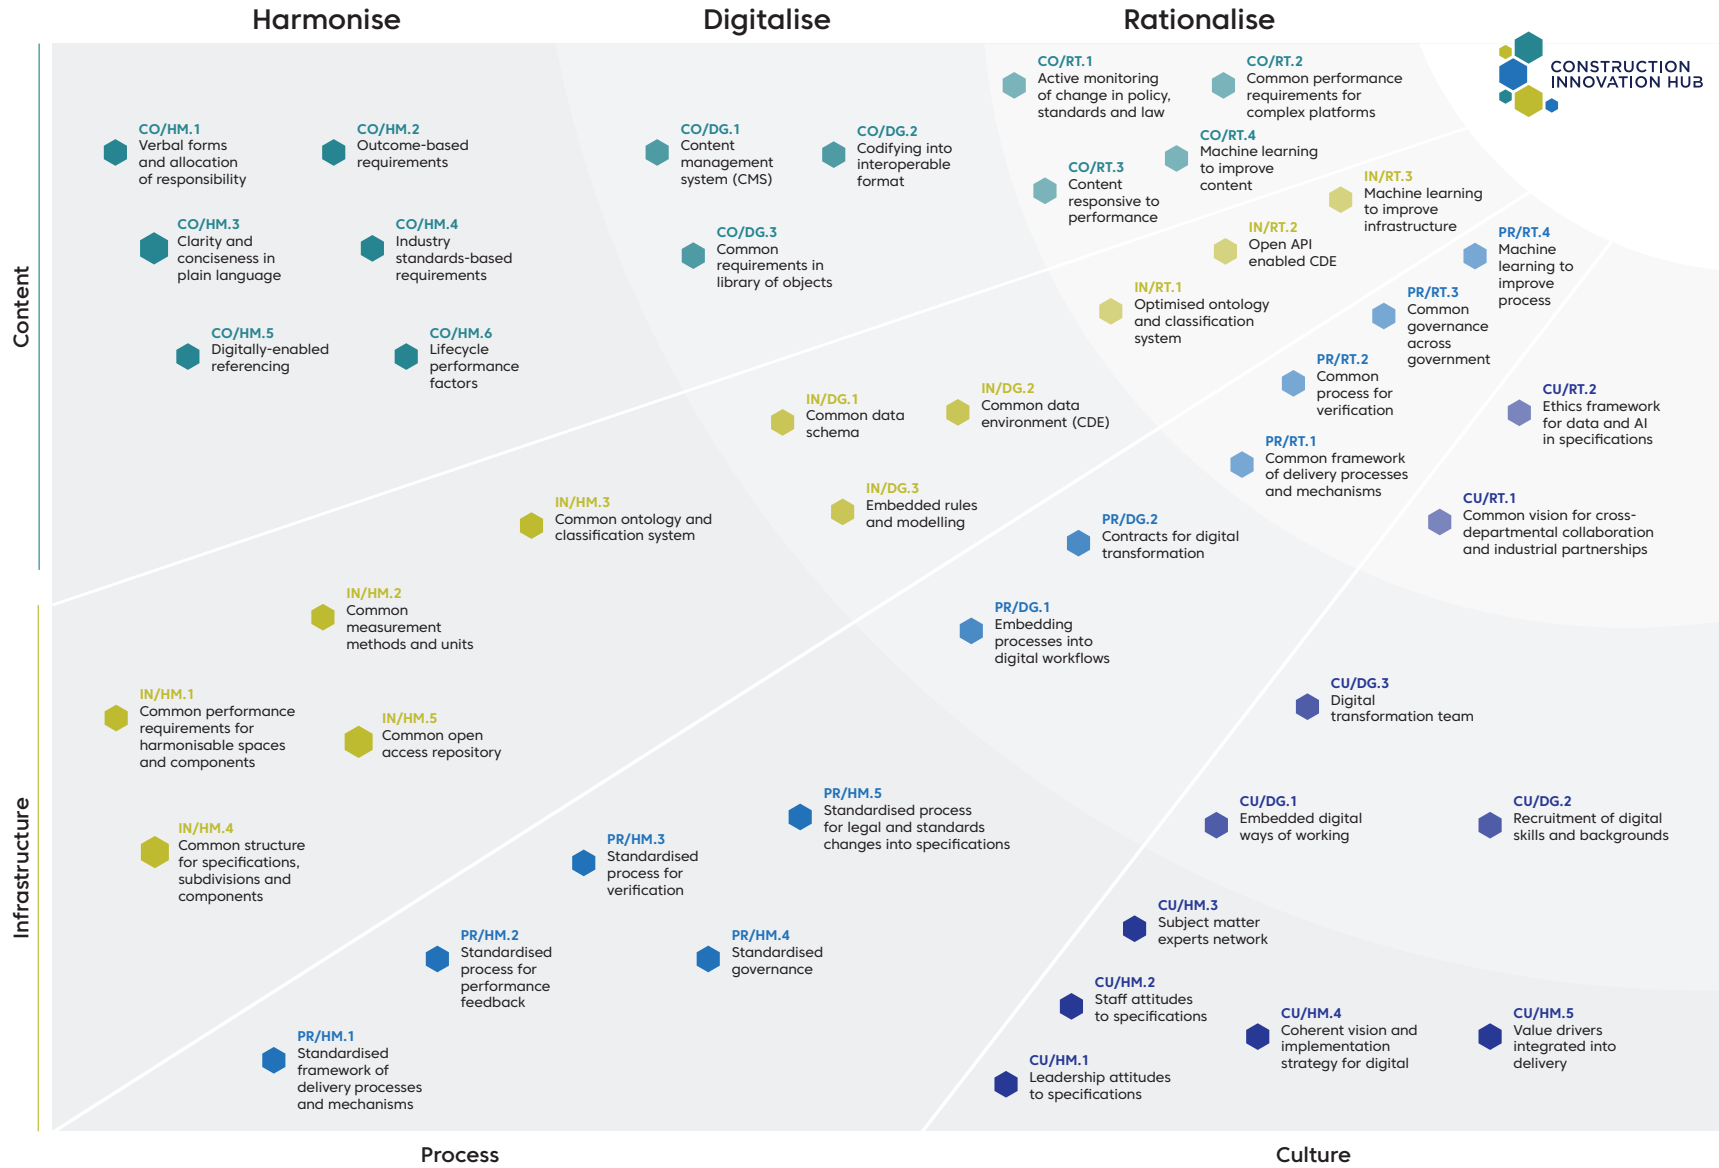 Harmonise
Digitalise
Rationalise
CONSTRUCTION
INNOVATION HUB
Content
CO/HM.1
Verbal forms
and allocation
of responsibility
CO/HM.2
Outcome-based
requirements
CO/HM.3
Clarity and
conciseness in
plain language
CO/HM.4
Industry
standards-based
requirements
CO/HM.5
Digitally-enabled
referencing
CO/HM.6
Lifecycle
performance
factors
CO/DG.1
Content
management
system (CMS)
CO/DG.2
Codifying into
interoperable
format
CO/DG.3
Common
requirements in
library of objects
CO/RT.1
Active monitoring
of change in policy,
standards and law
CO/RT.2
Common performance
requirements for
complex platforms
CO/RT.3
Content
responsive to
performance
CO/RT.4
Machine learning
to improve
content
Infrastructure
IN/HM.1
Common performance
requirements for
harmonisable spaces
and components
IN/HM.2
Common
measurement
methods and units
IN/HM.3
Common ontology and
classification system
IN/HM.4
Common structure
for specifications,
subdivisions and
components
IN/HM.5
Common open
access repository
IN/DG.1
Common data
schema
IN/DG.2
Common data
environment (CDE)
IN/DG.3
Embedded rules
and modelling
IN/RT.1
Optimised ontology
and classification
system
IN/RT.2
Open API
enabled CDE
IN/RT.3
Machine learning
to improve
infrastructure
PR/HM.1
Standardised
framework of
delivery processes
and mechanisms
PR/HM.2
Standardised
process for
performance
feedback
PR/HM.3
Standardised
process for
verification
PR/HM.4
Standardised
governance
PR/HM.5
Standardised process
for legal and standards
changes into specifications
PR/DG.1
Embedding
processes into
digital workflows
PR/DG.2
Contracts for digital
transformation
PR/RT.1
Common framework
of delivery processes
and mechanisms
PR/RT.2
Common
process for
verification
PR/RT.3
Common
governance
across
government
PR/RT.4
Machine
learning to
improve
process
CU/HM.1
Leadership attitudes
to specifications
CU/HM.2
Staff attitudes
to specifications
CU/HM.3
Subject matter
experts network
CU/HM.4
Coherent vision and
implementation
strategy for digital
CU/HM.5
Value drivers
integrated into
delivery
CU/DG.1
Embedded digital
ways of working
CU/DG.2
Recruitment of digital
skills and backgrounds
CU/DG.3
Digital
transformation team
CU/RT.1
Common vision for cross-
departmental collaboration
and industrial partnerships
CU/RT.2
Ethics framework
for data and AI
in specifications
Process
Culture